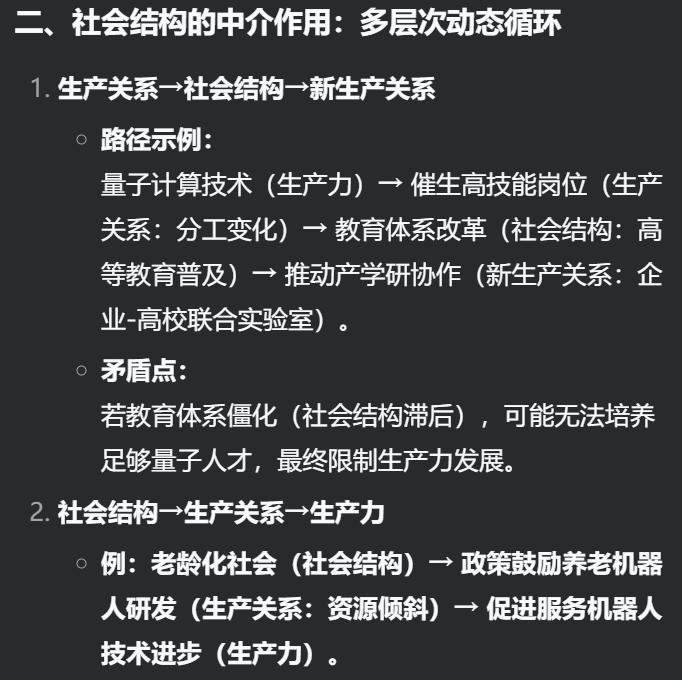 二、社会结构的中介作用：多层次动态循环
1. 生产关系→社会结构→新生产关系
○ 路径示例：
量子计算技术（生产力）→ 催生高技能岗位（生产
关系：分工变化）→ 教育体系改革（社会结构：高
等教育普及）→ 推动产学研协作（新生产关系：企
业-高校联合实验室）。
○ 矛盾点：
若教育体系僵化（社会结构滞后），可能无法培养
足够量子人才，最终限制生产力发展。
2. 社会结构→生产关系→生产力
○ 例：老龄化社会（社会结构）→ 政策鼓励养老机器
人研发（生产关系：资源倾斜）→ 促进服务机器人
技术进步（生产力）。